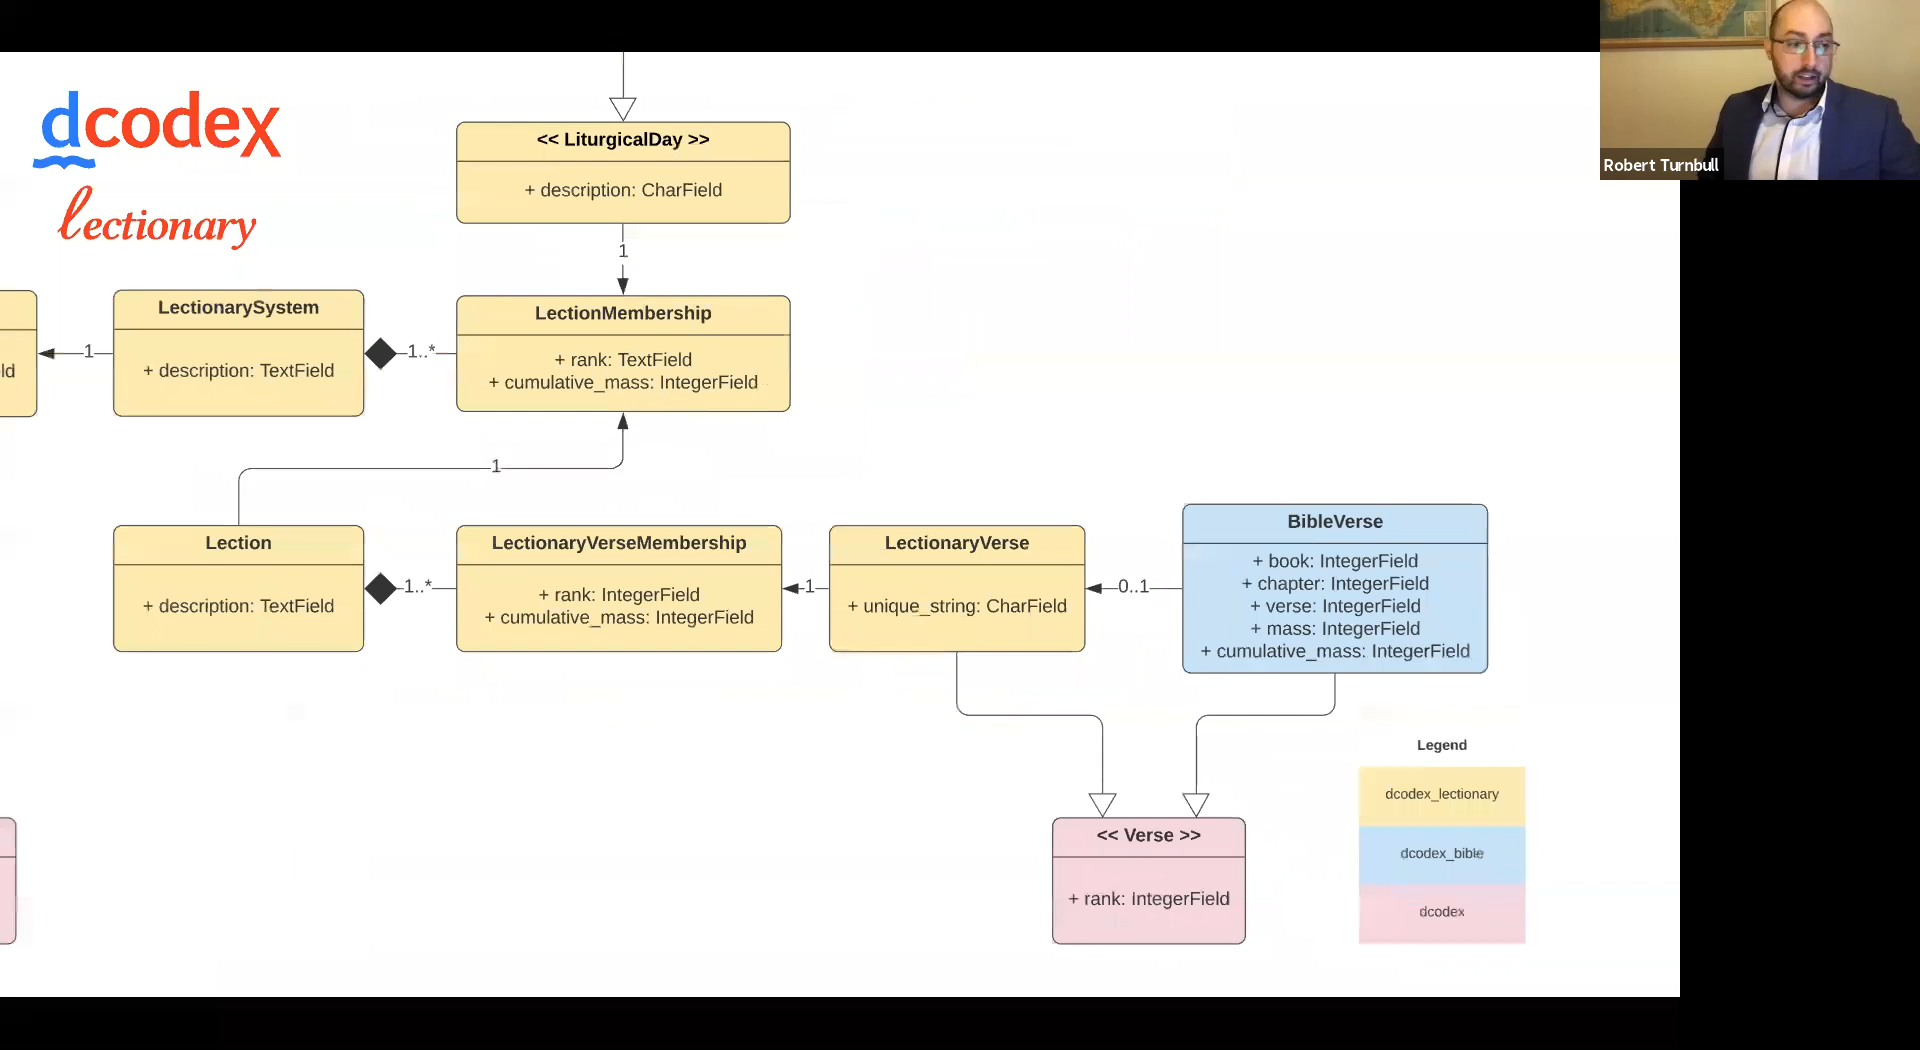 dcodex
lectionary
<< LiturgicalDay >>
+ description: CharField
1
LectionarySystem
+ description: TextField
1
1..*
LectionMembership
+ rank: TextField
+ cumulative_mass: IntegerField
ld
1
Lection
+ description: TextField
1..*
LectionaryVerseMembership
+ rank: IntegerField
+ cumulative_mass: IntegerField
1
LectionaryVerse
+ unique_string: CharField
0..1
BibleVerse
+ book: IntegerField
+ chapter: IntegerField
+ verse: IntegerField
+ mass: IntegerField
+ cumulative_mass: IntegerField
<< Verse >>
+ rank: IntegerField
Legend
dcodex_lectionary
dcodex_bible
dcodex
Robert Turnbull